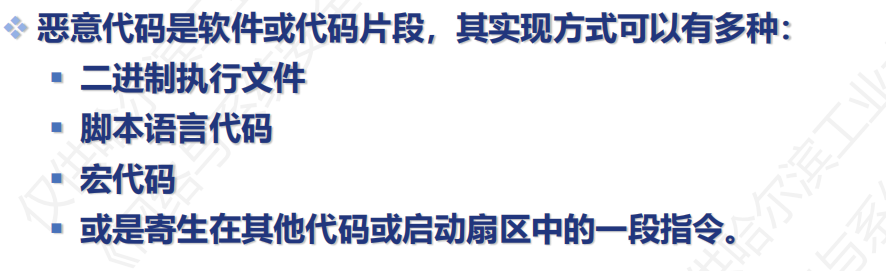 恶意代码是软件或代码片段，其实现方式可以有多种：
二进制执行文件
脚本语言代码
宏代码
或是寄生在其他代码或启动扇区中的一段指令。